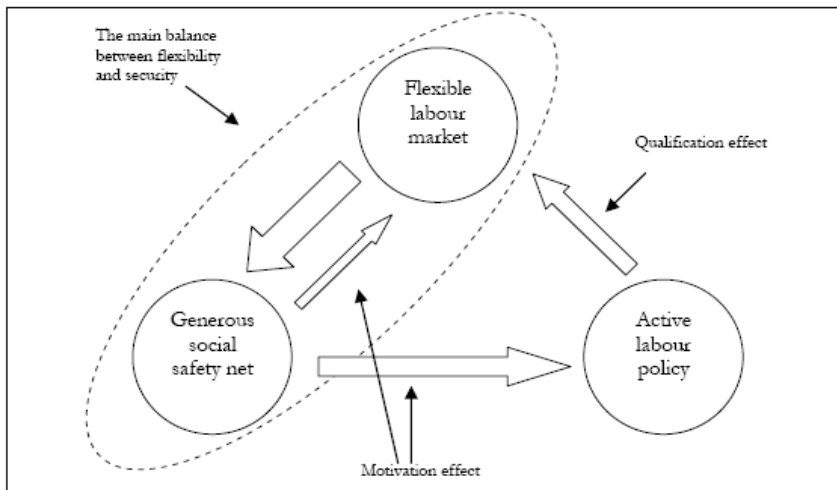 The main balance
between flexibility
and security
Flexible
labour
market
Qualification effect
Generous
social
safety net
Active
labour
policy
Motivation effect